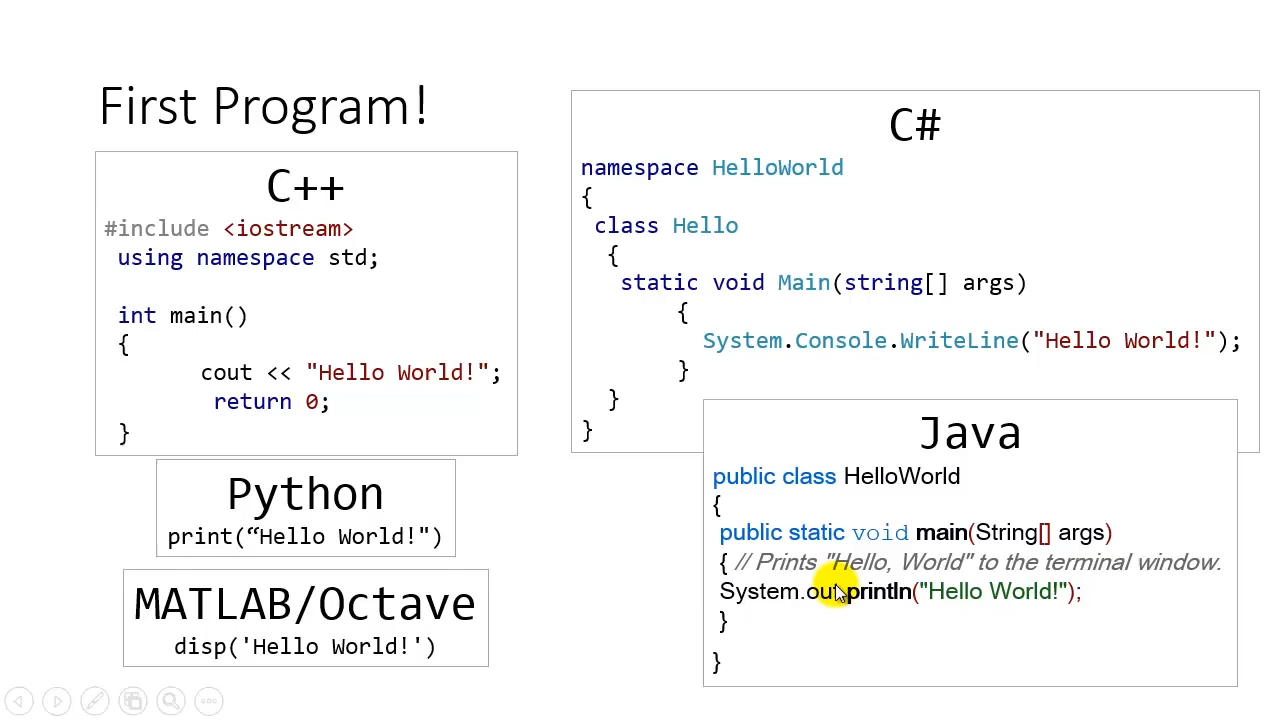 First Program!
C++
#include <iostream>
using namespace std;
int main()
{
cout << "Hello World!";
return 0;
}
Python
print(“Hello World!")
MATLAB/Octave
disp('Hello World!')
C#
namespace HelloWorld
{
class Hello
{
static void Main(string[] args)
{
System.Console.WriteLine("Hello World!");
}
}
}
Java
public class HelloWorld
{
public static void main(String[] args)
{ // Prints "Hello, World" to the terminal window.
System.out.println("Hello World!");
}
}